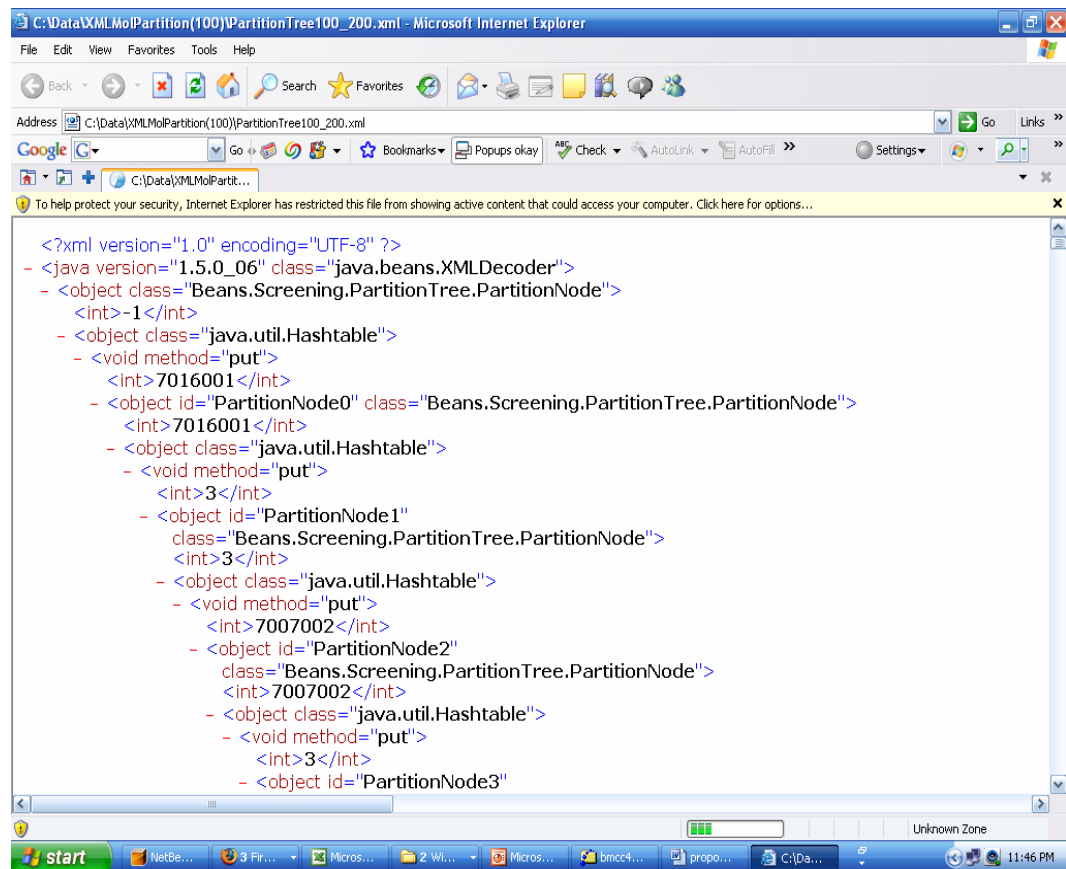 C:\Data\XMLMolPartition(100)\PartitionTree100_200.xml - Microsoft Internet Explorer
File Edit View Favorites Tools Help
Back Search Favorites
Address C:\Data\XMLMolPartition(100)\PartitionTree100_200.xml Go Links »
Google G Go Bookmarks Popups okay ABC Check AutoLink AutoFill » Settings P »
C:\Data\XMLMolPartit...
To help protect your security, Internet Explorer has restricted this file from showing active content that could access your computer. Click here for options...
<?xml version="1.0" encoding="UTF-8" ?>
- <java version="1.5.0_06" class="java.beans.XMLDecoder">
- <object class="Beans.Screening.PartitionTree.PartitionNode">
<int>-1</int>
- <object class="java.util.Hashtable">
- <void method="put">
<int>7016001</int>
- <object id="PartitionNode0" class="Beans.Screening.PartitionTree.PartitionNode">
<int>7016001</int>
- <object class="java.util.Hashtable">
- <void method="put">
<int>3</int>
- <object id="PartitionNode1"
class="Beans.Screening.PartitionTree.PartitionNode">
<int>3</int>
- <object class="java.util.Hashtable">
- <void method="put">
<int>7007002</int>
- <object id="PartitionNode2"
class="Beans.Screening.PartitionTree.PartitionNode">
<int>7007002</int>
- <object class="java.util.Hashtable">
- <void method="put">
<int>3</int>
- <object id="PartitionNode3"
Unknown Zone
start NetBe... 3 Fir... Micros... 2 Wi... Micros... bmcc4... propo... C:\Da... 11:46 PM